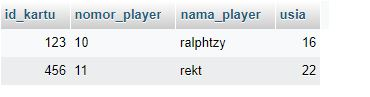 id_kartu nomor_player nama_player usia
123 10 ralphtzy 16
456 11 rekt 22